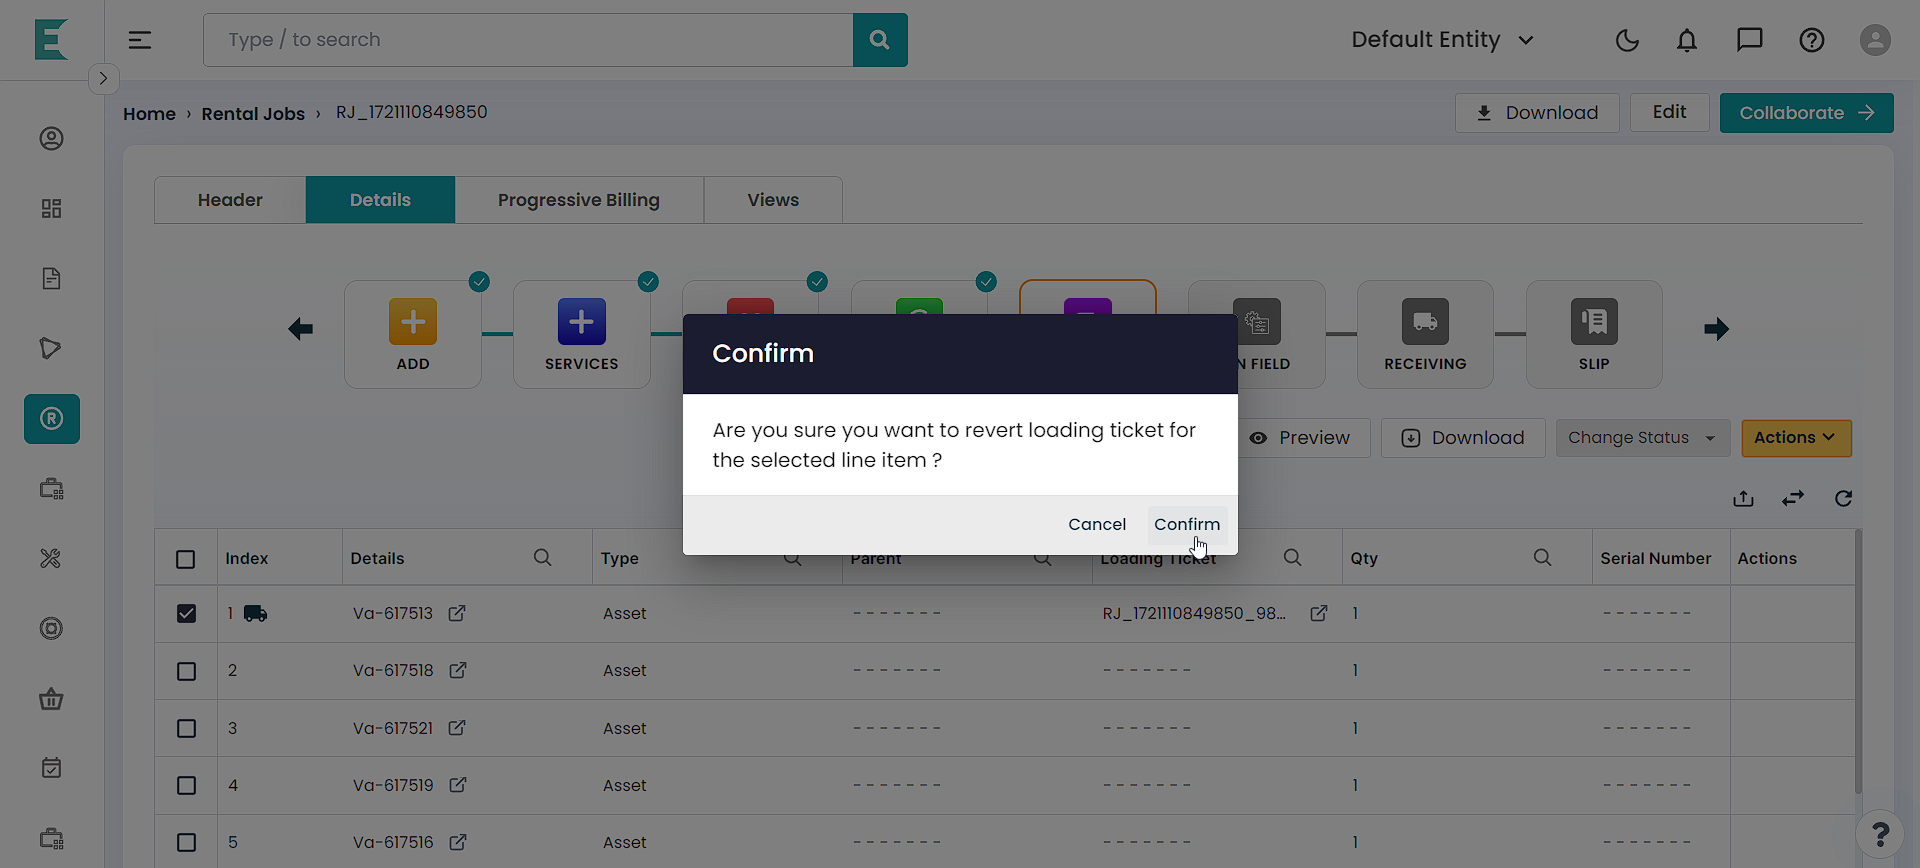 Type / to search
Default Entity
Home › Rental Jobs › RJ_1721110849850
Download
Edit
Collaborate
Header
Details
Progressive Billing
Views
ADD
SERVICES
N FIELD
RECEIVING
SLIP
Confirm
Are you sure you want to revert loading ticket for
the selected line item ?
Cancel
Confirm
Preview
Download
Change Status
Actions
Index
Details
Type
Parent
Loading Ticket
Qty
Serial Number
Actions
1 Va-617513 Asset ------- RJ_1721110849850_98... 1 -------
2 Va-617518 Asset ------- ------- 1 -------
3 Va-617521 Asset ------- ------- 1 -------
4 Va-617519 Asset ------- ------- 1 -------
5 Va-617516 Asset ------- ------- 1 -------